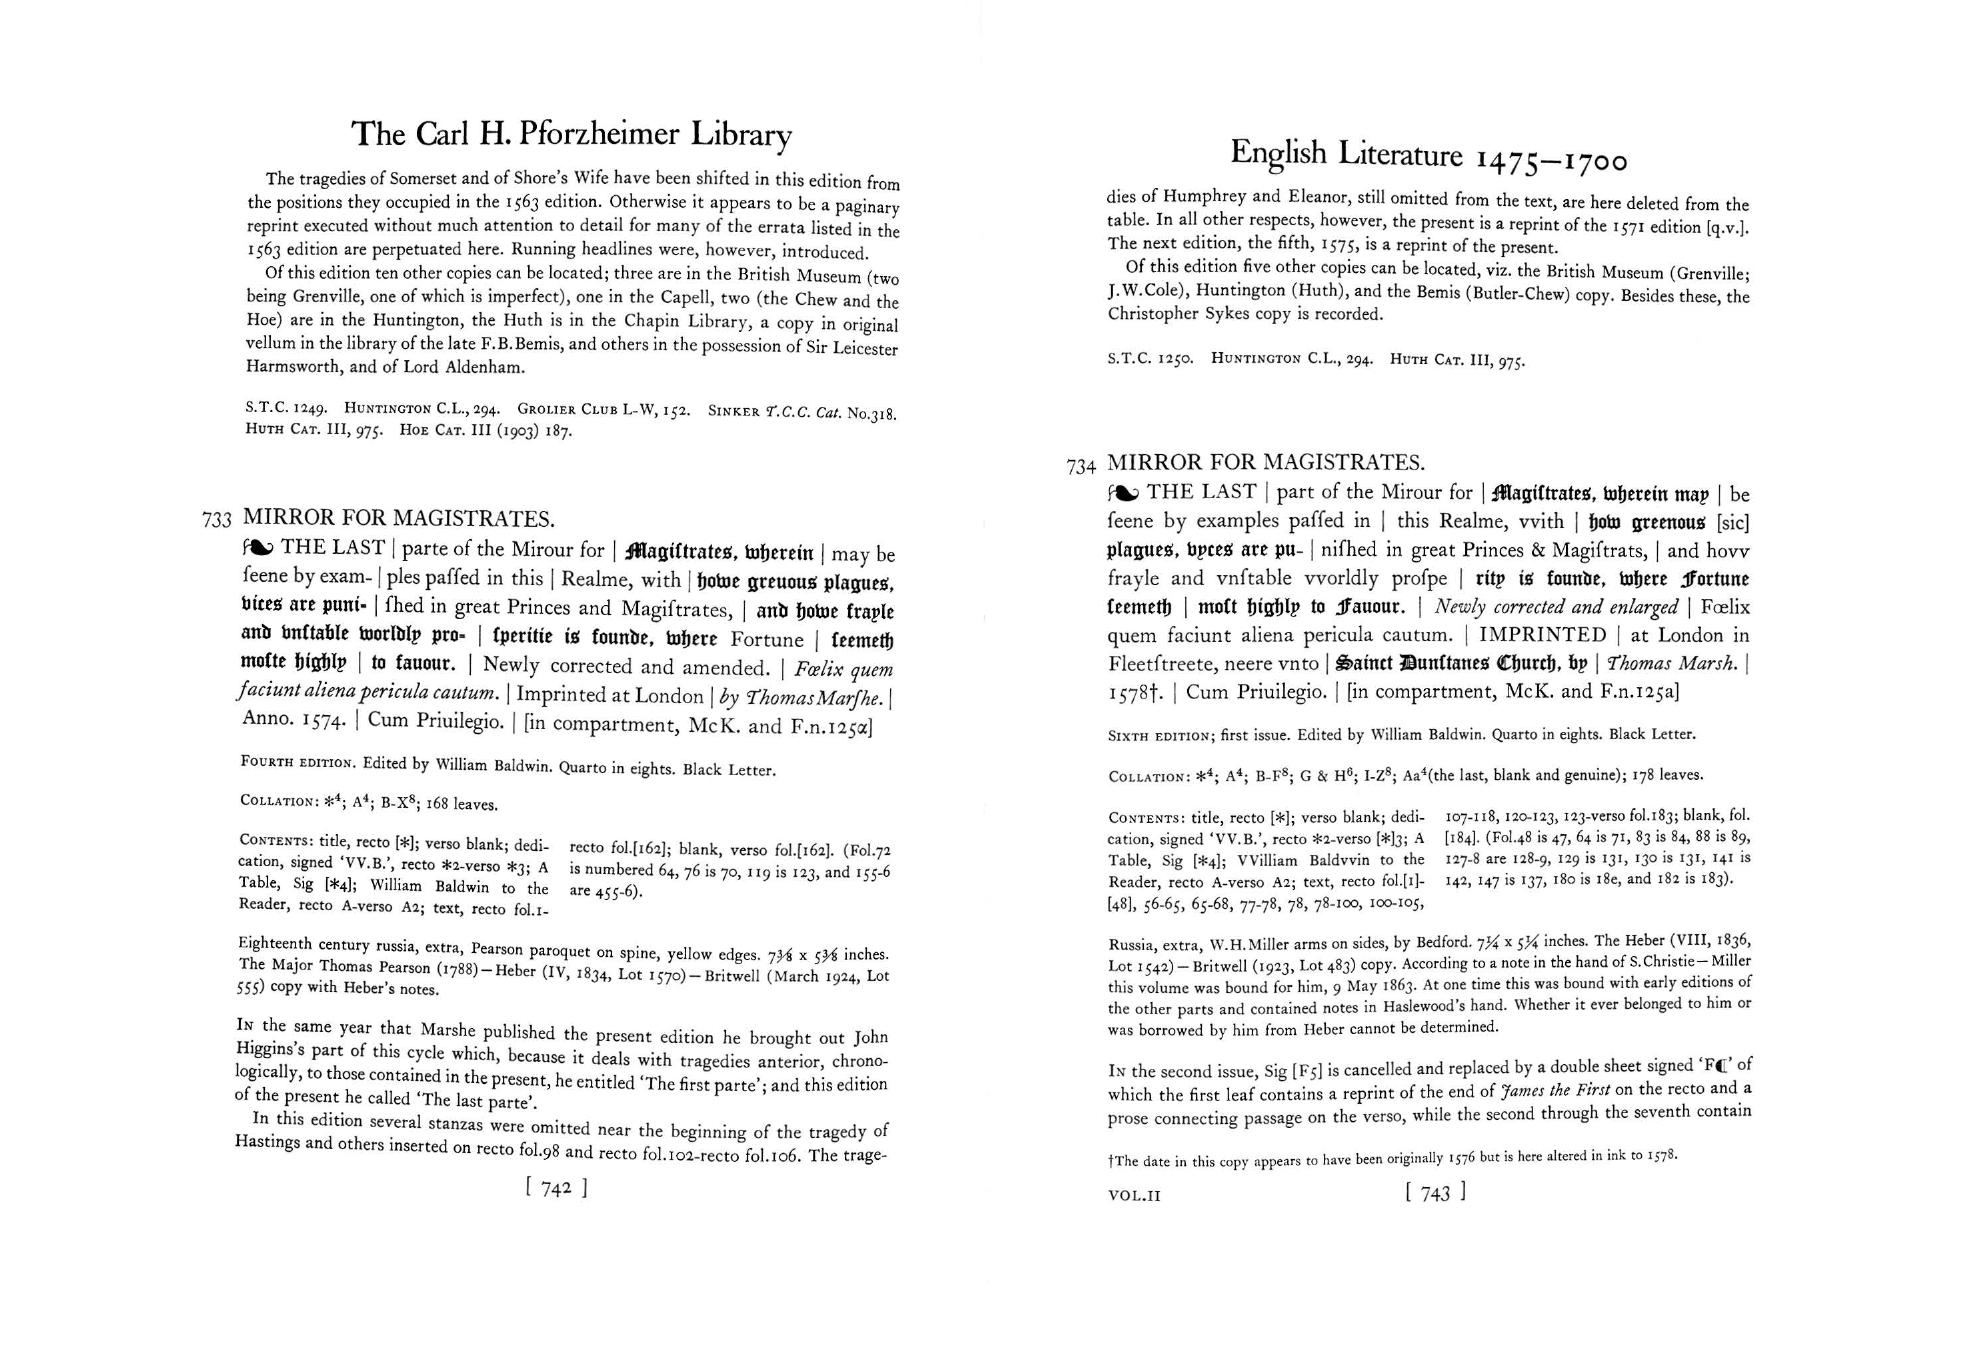 The Carl H. Pforzheimer Library
The tragedies of Somerset and of Shore's Wife have been shifted in this edition from
the positions they occupied in the 1563 edition. Otherwise it appears to be a paginary
reprint executed without much attention to detail for many of the errata listed in the
1563 edition are perpetuated here. Running headlines were, however, introduced.
Of this edition ten other copies can be located; three are in the British Museum (two
being Grenville, one of which is imperfect), one in the Capell, two (the Chew and the
Hoe) are in the Huntington, the Huth is in the Chapin Library, a copy in original
vellum in the library of the late F.B.Bemis, and others in the possession of Sir Leicester
Harmsworth, and of Lord Aldenham.
S.T.C. 1249. HUNTINGTON C.L., 294. GROLIER CLUB L-W, 152. SINKER T.C.C. Cat. No.318.
HUTH CAT. III, 975. HOE CAT. III (1903) 187.
733 MIRROR FOR MAGISTRATES.
❧ THE LAST | parte of the Mirour for | Magiſtrates, wherein | may be
ſeene by exam- | ples paſſed in this | Realme, with | howe greuous plagues,
vices are puni- | ſhed in great Princes and Magiſtrates, | and howe frayle
and vnſtable worldly pro- | ſperitie is founde, where Fortune | ſeemeth
moſte highly | to fauour. | Newly corrected and amended. | Fœlix quem
faciunt aliena pericula cautum. | Imprinted at London | by Thomas Marſhe. |
Anno. 1574. | Cum Priuilegio. | [in compartment, McK. and F.n.125α]
FOURTH EDITION. Edited by William Baldwin. Quarto in eights. Black Letter.
COLLATION: *⁴; A⁴; B-X⁸; 168 leaves.
CONTENTS: title, recto [*]; verso blank; dedi-
cation, signed 'VV.B.', recto *2-verso *3; A
Table, Sig [*4]; William Baldwin to the
Reader, recto A-verso A2; text, recto fol.1-
recto fol.[162]; blank, verso fol.[162]. (Fol.72
is numbered 64, 76 is 70, 119 is 123, and 155-6
are 455-6).
Eighteenth century russia, extra, Pearson paroquet on spine, yellow edges. 7⅜ x 5⅜ inches.
The Major Thomas Pearson (1788)—Heber (IV, 1834, Lot 1570)—Britwell (March 1924, Lot
555) copy with Heber's notes.
IN the same year that Marshe published the present edition he brought out John
Higgins's part of this cycle which, because it deals with tragedies anterior, chrono-
logically, to those contained in the present, he entitled 'The first parte'; and this edition
of the present he called 'The last parte'.
In this edition several stanzas were omitted near the beginning of the tragedy of
Hastings and others inserted on recto fol.98 and recto fol.102-recto fol.106. The trage-
[ 742 ]
English Literature 1475—1700
dies of Humphrey and Eleanor, still omitted from the text, are here deleted from the
table. In all other respects, however, the present is a reprint of the 1571 edition [q.v.].
The next edition, the fifth, 1575, is a reprint of the present.
Of this edition five other copies can be located, viz. the British Museum (Grenville;
J.W.Cole), Huntington (Huth), and the Bemis (Butler-Chew) copy. Besides these, the
Christopher Sykes copy is recorded.
S.T.C. 1250. HUNTINGTON C.L., 294. HUTH CAT. III, 975.
734 MIRROR FOR MAGISTRATES.
❧ THE LAST | part of the Mirour for | Magiſtrates, wherein may | be
ſeene by examples paſſed in | this Realme, vvith | how greenous [sic]
plagues, vyces are pu- | niſhed in great Princes & Magiſtrats, | and hovv
frayle and vnſtable vvorldly proſpe | rity is founde, where Fortune
ſeemeth | moſt highly to Fauour. | Newly corrected and enlarged | Fœlix
quem faciunt aliena pericula cautum. | IMPRINTED | at London in
Fleetſtreete, neere vnto | Sainct Dunſtanes Church, by | Thomas Marsh. |
1578†. | Cum Priuilegio. | [in compartment, McK. and F.n.125a]
SIXTH EDITION; first issue. Edited by William Baldwin. Quarto in eights. Black Letter.
COLLATION: *⁴; A⁴; B-F⁸; G & H⁶; I-Z⁸; Aa⁴(the last, blank and genuine); 178 leaves.
CONTENTS: title, recto [*]; verso blank; dedi-
cation, signed 'VV.B.', recto *2-verso [*]3; A
Table, Sig [*4]; VVilliam Baldvvin to the
Reader, recto A-verso A2; text, recto fol.[1]-
[48], 56-65, 65-68, 77-78, 78, 78-100, 100-105,
107-118, 120-123, 123-verso fol.183; blank, fol.
[184]. (Fol.48 is 47, 64 is 71, 83 is 84, 88 is 89,
127-8 are 128-9, 129 is 131, 130 is 131, 141 is
142, 147 is 137, 180 is 18e, and 182 is 183).
Russia, extra, W.H.Miller arms on sides, by Bedford. 7¼ x 5¼ inches. The Heber (VIII, 1836,
Lot 1542)—Britwell (1923, Lot 483) copy. According to a note in the hand of S.Christie—Miller
this volume was bound for him, 9 May 1863. At one time this was bound with early editions of
the other parts and contained notes in Haslewood's hand. Whether it ever belonged to him or
was borrowed by him from Heber cannot be determined.
IN the second issue, Sig [F5] is cancelled and replaced by a double sheet signed 'F⸿' of
which the first leaf contains a reprint of the end of James the First on the recto and a
prose connecting passage on the verso, while the second through the seventh contain
†The date in this copy appears to have been originally 1576 but is here altered in ink to 1578.
VOL.II
[ 743 ]